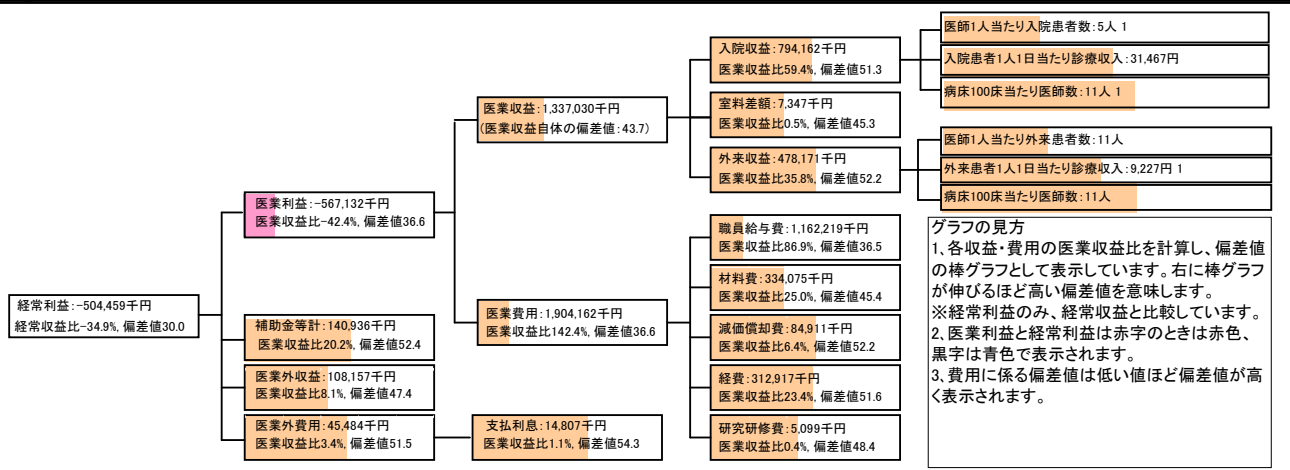 経常利益:-504,459千円
経常収益比-34.9%, 偏差値30.0
医業利益:-567,132千円
医業収益比-42.4%, 偏差値36.6
補助金等計:140,936千円
医業収益比20.2%, 偏差値52.4
医業外収益:108,157千円
医業収益比8.1%, 偏差値47.4
医業外費用:45,484千円
医業収益比3.4%, 偏差値51.5
支払利息:14,807千円
医業収益比1.1%, 偏差値54.3
医業収益:1,337,030千円
(医業収益自体の偏差値:43.7)
医業費用:1,904,162千円
医業収益比142.4%, 偏差値36.6
入院収益:794,162千円
医業収益比59.4%, 偏差値51.3
室料差額:7,347千円
医業収益比0.5%, 偏差値45.3
外来収益:478,171千円
医業収益比35.8%, 偏差値52.2
職員給与費:1,162,219千円
医業収益比86.9%, 偏差値36.5
材料費:334,075千円
医業収益比25.0%, 偏差値45.4
減価償却費:84,911千円
医業収益比6.4%, 偏差値52.2
経費:312,917千円
医業収益比23.4%, 偏差値51.6
研究研修費:5,099千円
医業収益比0.4%, 偏差値48.4
医師1人当たり入院患者数:5人 1
入院患者1人1日当たり診療収入:31,467円
病床100床当たり医師数:11人 1
医師1人当たり外来患者数:11人
外来患者1人1日当たり診療収入:9,227円 1
病床100床当たり医師数:11人
グラフの見方
1、各収益・費用の医業収益比を計算し、偏差値
の棒グラフとして表示しています。右に棒グラフ
が伸びるほど高い偏差値を意味します。
※経常利益のみ、経常収益と比較しています。
2、医業利益と経常利益は赤字のときは赤色、
黒字は青色で表示されます。
3、費用に係る偏差値は低い値ほど偏差値が高
く表示されます。